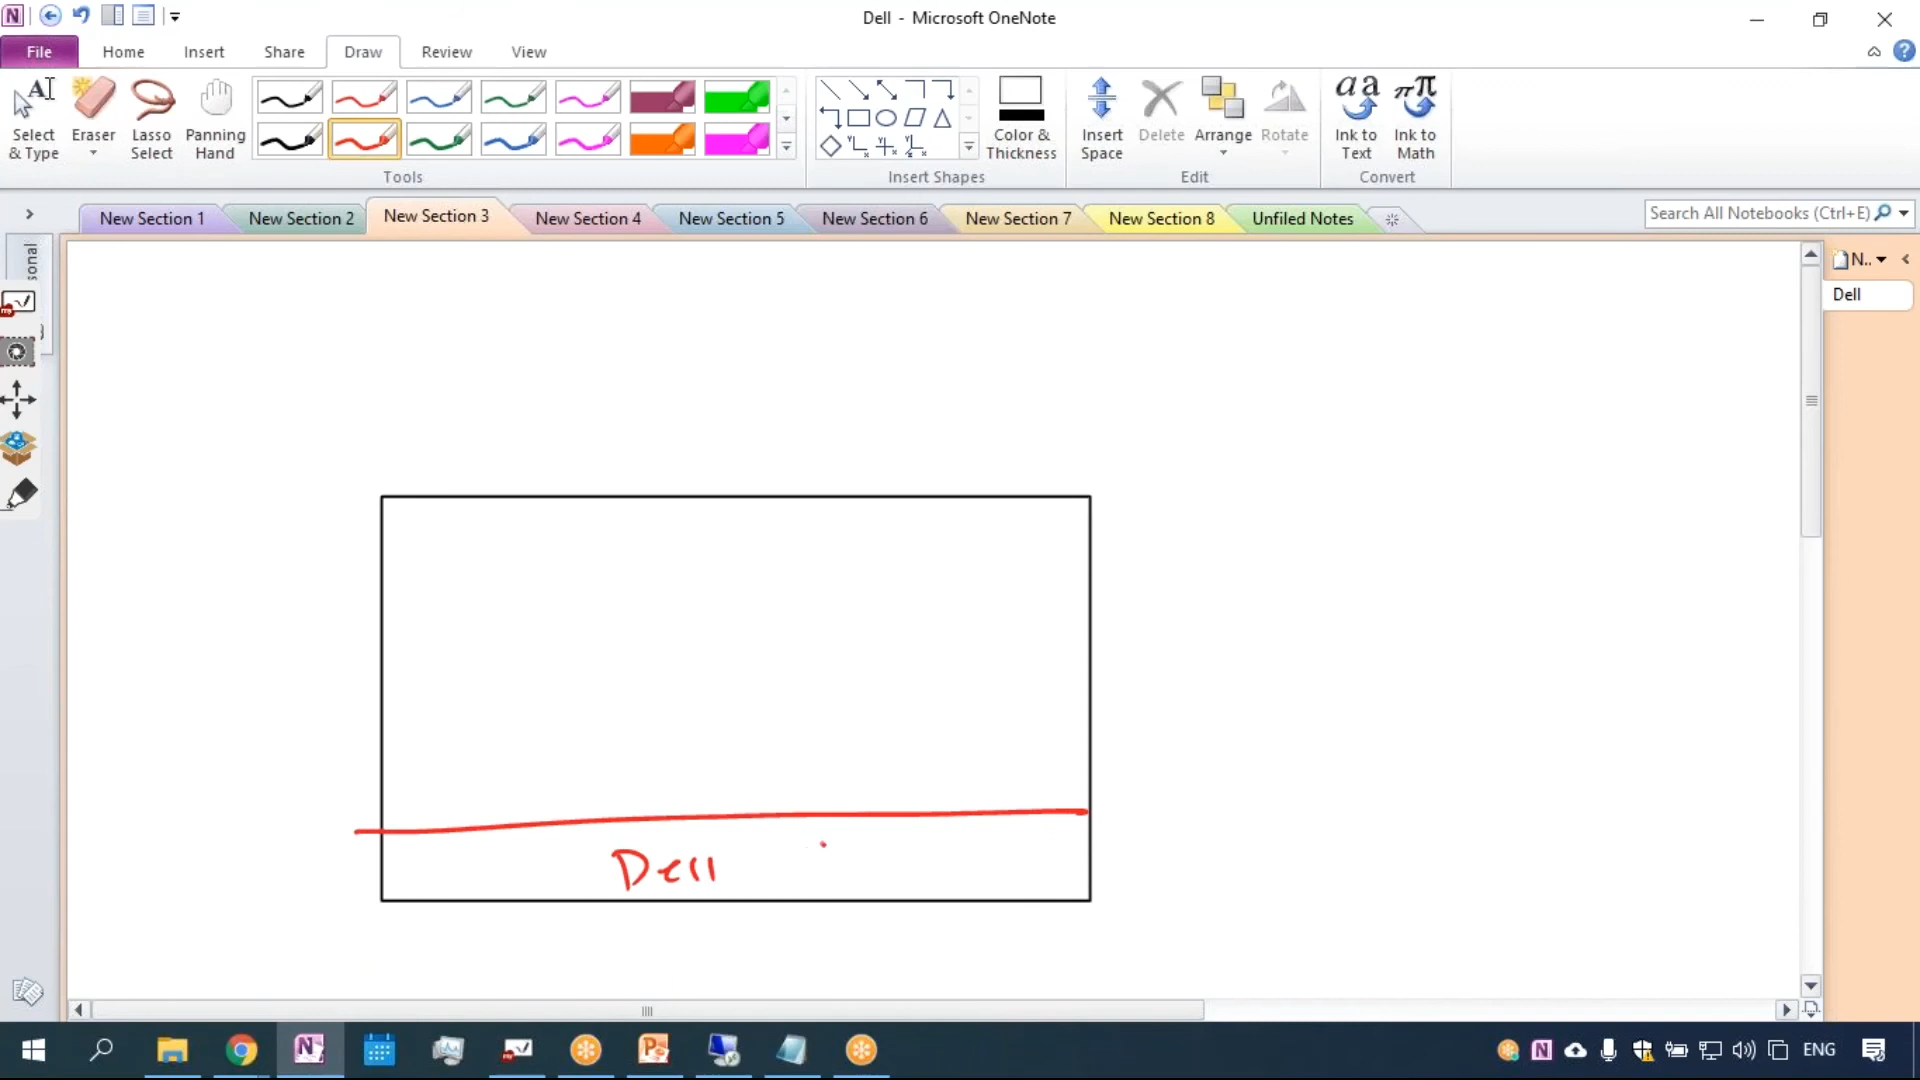 Dell - Microsoft OneNote
File Home Insert Share Draw Review View
Select & Type
Eraser
Lasso Select
Panning Hand
Color & Thickness
Insert Space
Delete
Arrange
Rotate
Ink to Text
Ink to Math
Tools
Insert Shapes
Edit
Convert
New Section 1 New Section 2 New Section 3 New Section 4 New Section 5 New Section 6 New Section 7 New Section 8 Unfiled Notes
Search All Notebooks (Ctrl+E)
sonal
N..
Dell
Dell
ENG